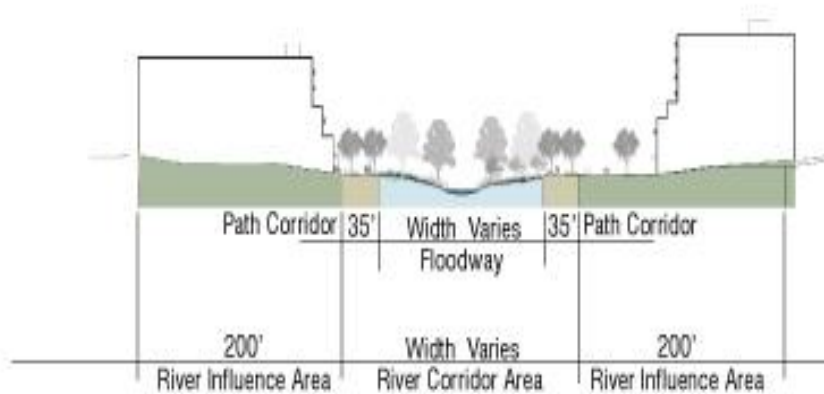 Path Corridor 35' Width Varies 35' Path Corridor
Floodway
200' Width Varies 200'
River Influence Area River Corridor Area River Influence Area